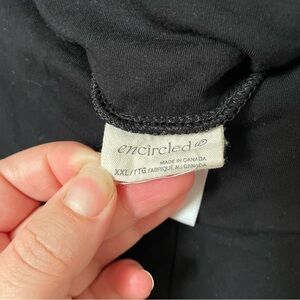 encircled
MADE IN CANADA
XXL/TTG FABRIQUÉ AU CANADA